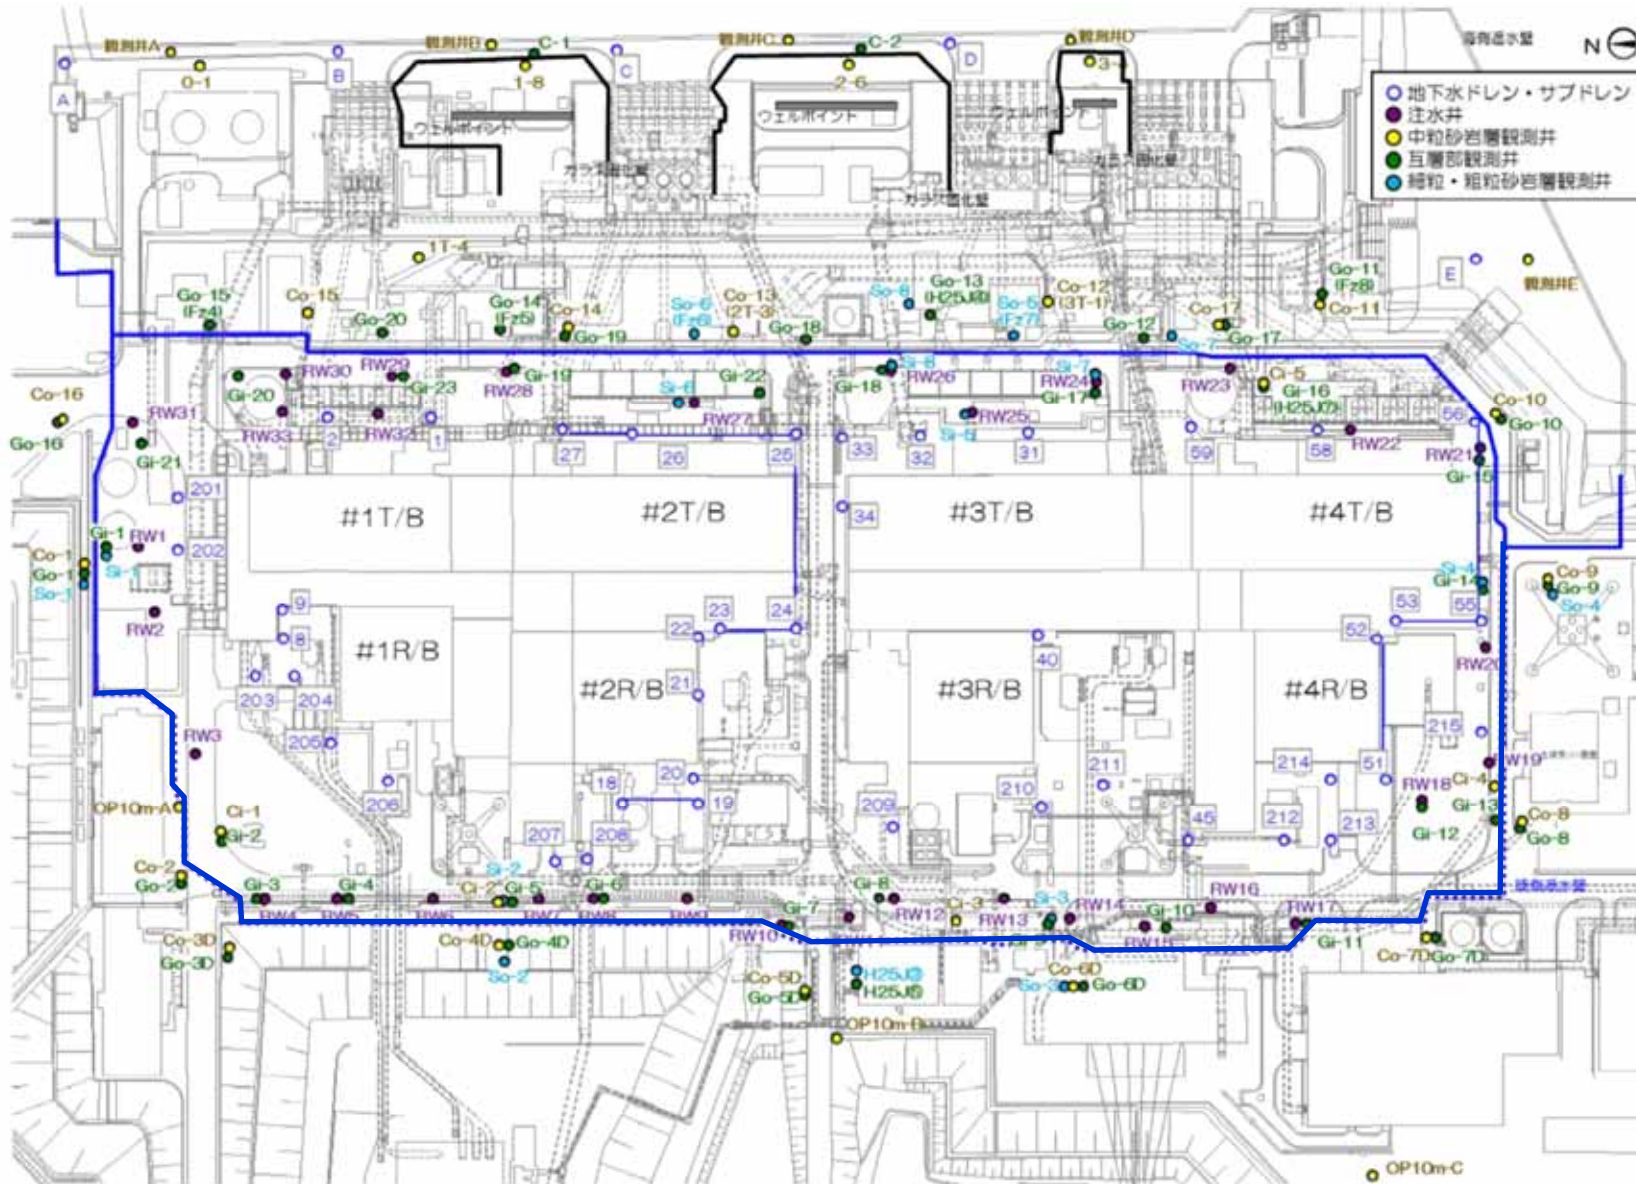 観測井A
観測井B
C-1
観測井C
C-2
観測井D
海側遮水壁
N
A
O-1
B
1-8
C
2-6
D
3-
地下水ドレン・サブドレン
注水井
中粒砂岩層観測井
互層部観測井
細粒・粗粒砂岩層観測井
ウェルポイント
ウェルポイント
ウェルポイント
ガラス固化壁
ガラス固化壁
ガラス固化壁
1T-4
E
観測井E
Go-15
(Fz4)
Co-15
Go-20
Go-14
(Fz5)
Co-14
Go-19
So-6
(Fz6)
Co-13
(2T-3)
Go-18
So-8
Go-13
So-5
(Fz7)
Co-12
(3T-1)
Go-12
So-7
Co-17
Go-17
Go-11
(Fz8)
Co-11
RW30
RW29
Gi-20
Gi-23
RW28
Gi-19
Si-6
Gi-22
Gi-18
Si-8
RW26
Si-7
RW24
Gi-17
RW23
Ci-5
Gi-16
Co-16
Go-16
RW31
RW33
2
RW32
1
RW27
Si-5
RW25
RW22
56
Co-10
Go-10
Gi-21
27
26
25
33
32
31
59
58
RW21
Gi-15
201
#1T/B
#2T/B
34
#3T/B
#4T/B
Co-1
Go-1
So-1
Gi-1
RW1
Si-1
202
Si-4
Gi-14
Co-9
Go-9
So-4
RW2
9
8
22
23
24
53
55
52
#1R/B
40
RW20
203
204
#2R/B
21
#3R/B
#4R/B
RW3
205
215
206
18
20
19
210
211
214
51
RW18
RW19
Ci-4
OP10m-A
Ci-1
Gi-2
207
208
209
45
212
213
Gi-12
Gi-13
Co-8
Go-8
Co-2
Go-2
Gi-3
RW4
Gi-4
RW5
RW6
Ci-2
Si-2
Gi-5
RW7
Gi-6
RW8
RW9
RW10
Gi-7
Gi-8
RW12
Ci-3
RW13
Si-3
RW14
RW15
Gi-10
RW16
RW17
Gi-11
陸側遮水壁
Co-3D
Go-3D
Co-4D
Go-4D
So-2
Co-5D
Go-5D
Co-6D
So-3
Go-6D
Co-7D
Go-7D
OP10m-B
OP10m-C